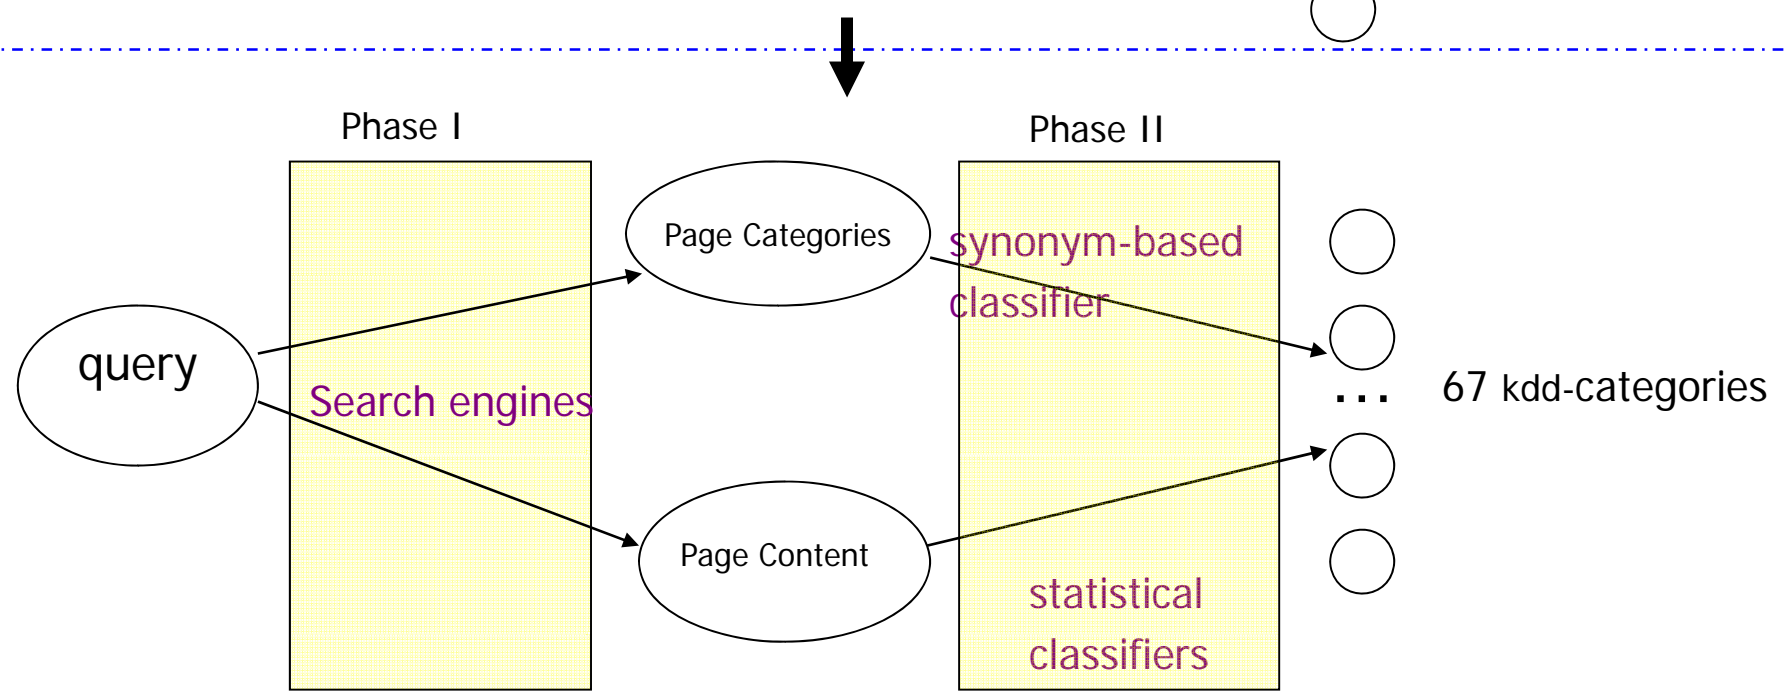 Phase I
Phase II
Page Categories
synonym-based
classifier
query
Search engines
...
67 kdd-categories
Page Content
statistical
classifiers